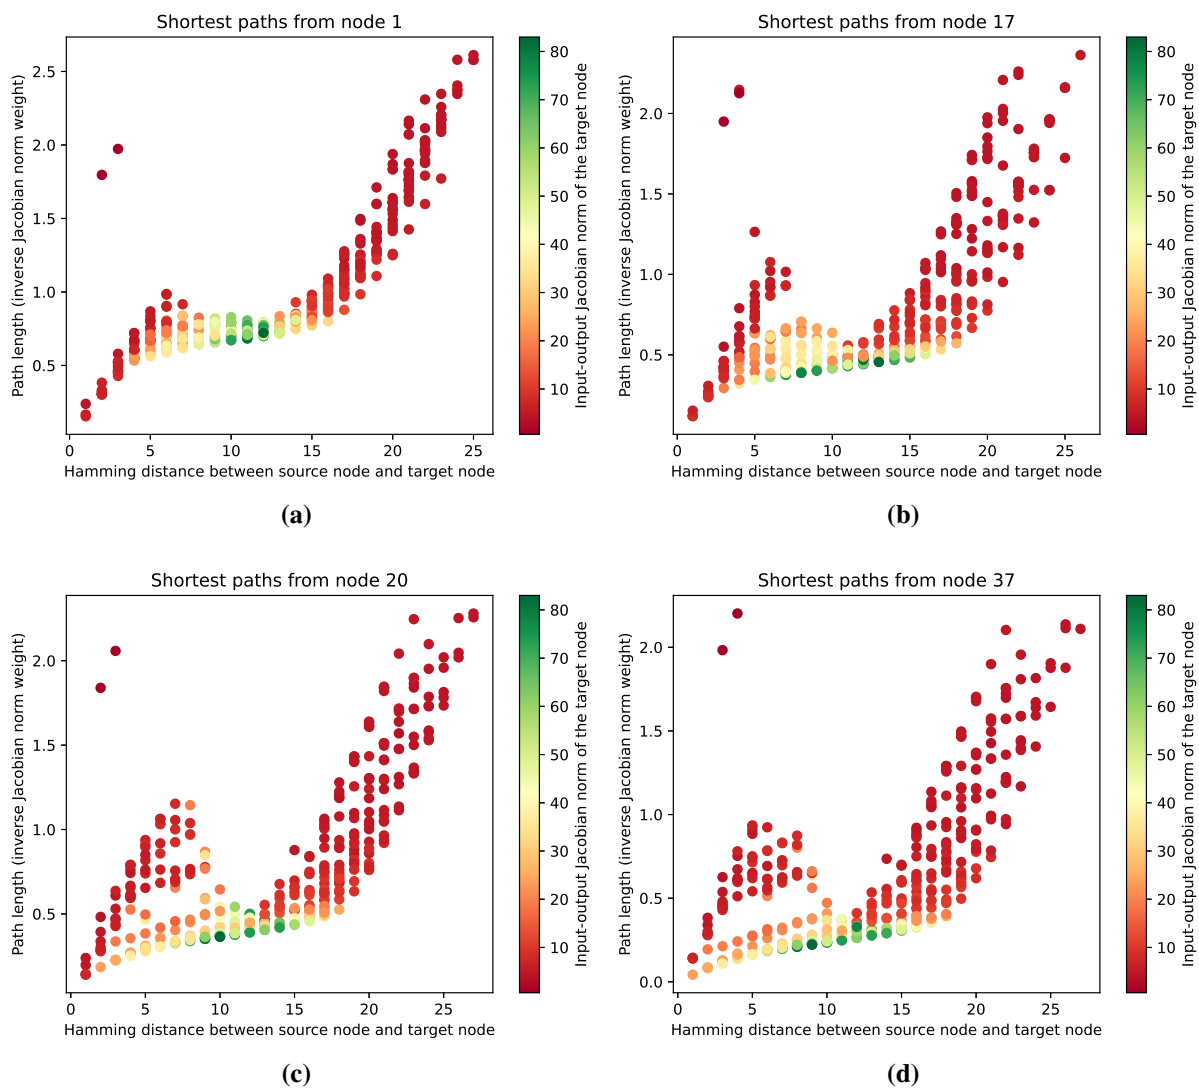 Shortest paths from node 1
Path length (inverse Jacobian norm weight)
2.5
2.0
1.5
1.0
0.5
0 5 10 15 20 25
Hamming distance between source node and target node
80
70
60
50
40
30
20
10
Input-output Jacobian norm of the target node
(a)
Shortest paths from node 17
Path length (inverse Jacobian norm weight)
2.0
1.5
1.0
0.5
0 5 10 15 20 25
Hamming distance between source node and target node
80
70
60
50
40
30
20
10
Input-output Jacobian norm of the target node
(b)
Shortest paths from node 20
Path length (inverse Jacobian norm weight)
2.0
1.5
1.0
0.5
0 5 10 15 20 25
Hamming distance between source node and target node
80
70
60
50
40
30
20
10
Input-output Jacobian norm of the target node
(c)
Shortest paths from node 37
Path length (inverse Jacobian norm weight)
2.0
1.5
1.0
0.5
0.0
0 5 10 15 20 25
Hamming distance between source node and target node
80
70
60
50
40
30
20
10
Input-output Jacobian norm of the target node
(d)